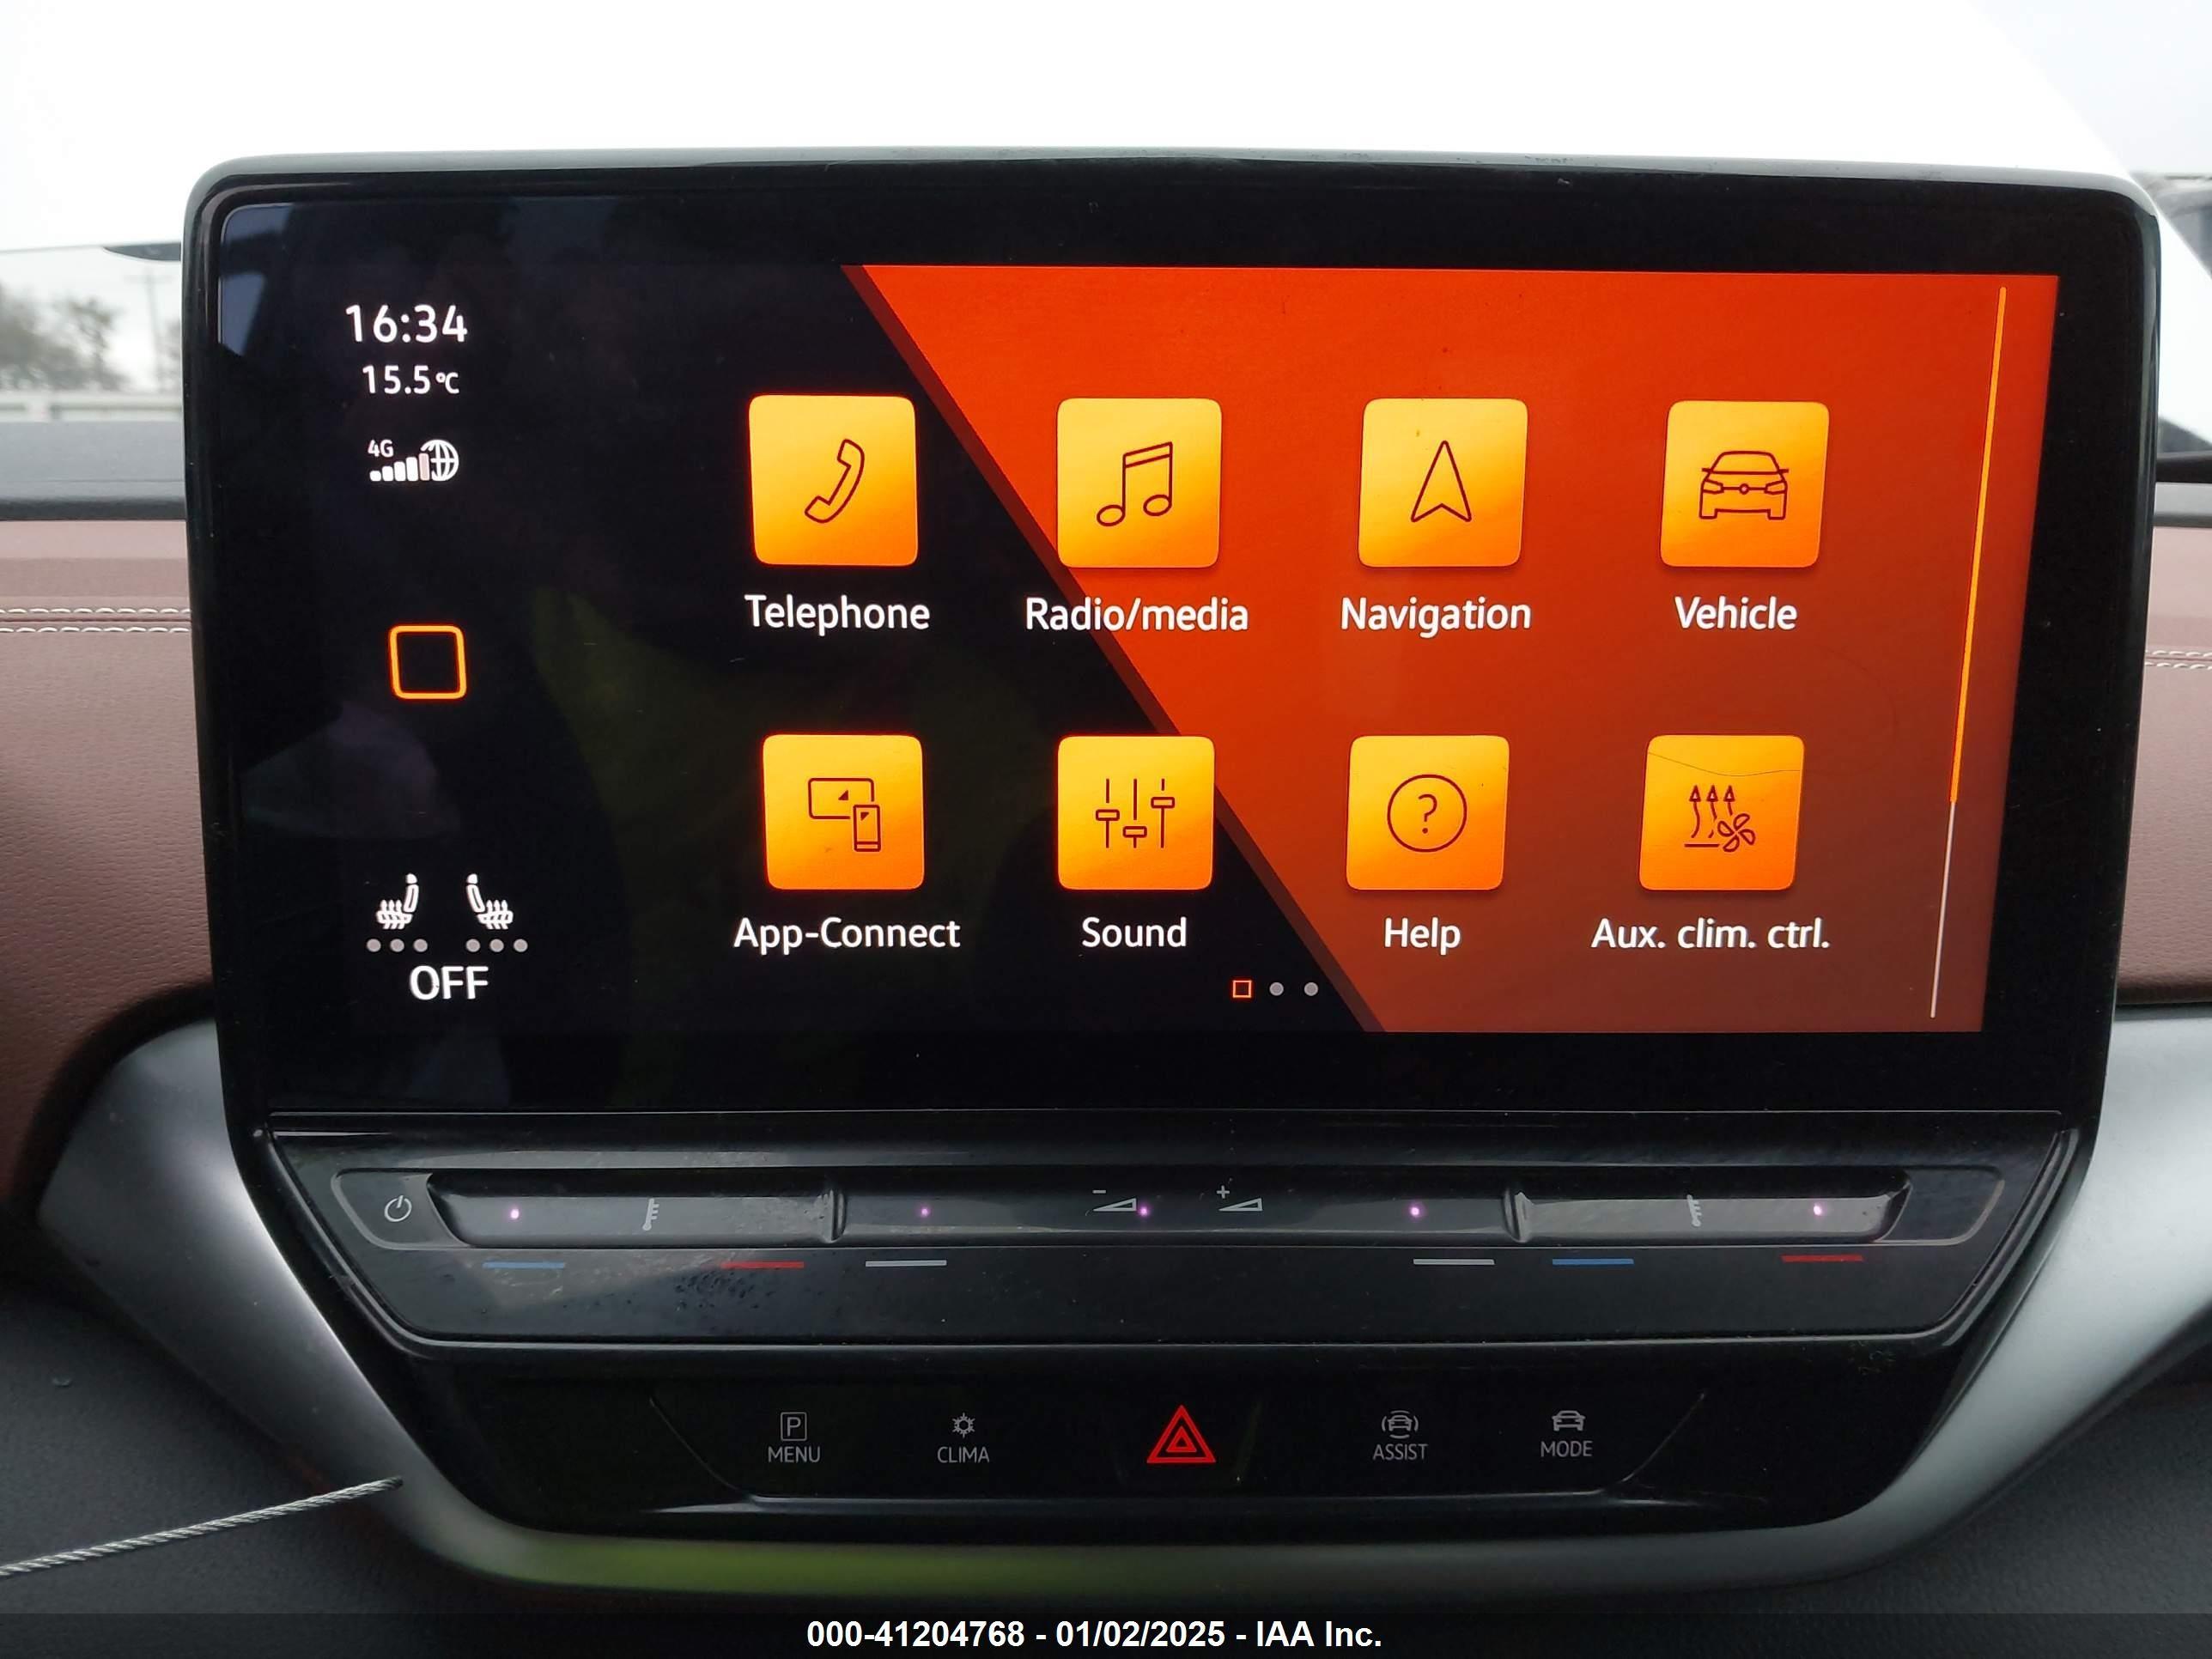 16:34
15.5°C
4G
Telephone
Radio/media
Navigation
Vehicle
App-Connect
Sound
Help
Aux. clim. ctrl.
OFF
P
MENU
CLIMA
ASSIST
MODE
000-41204768 - 01/02/2025 - IAA Inc.